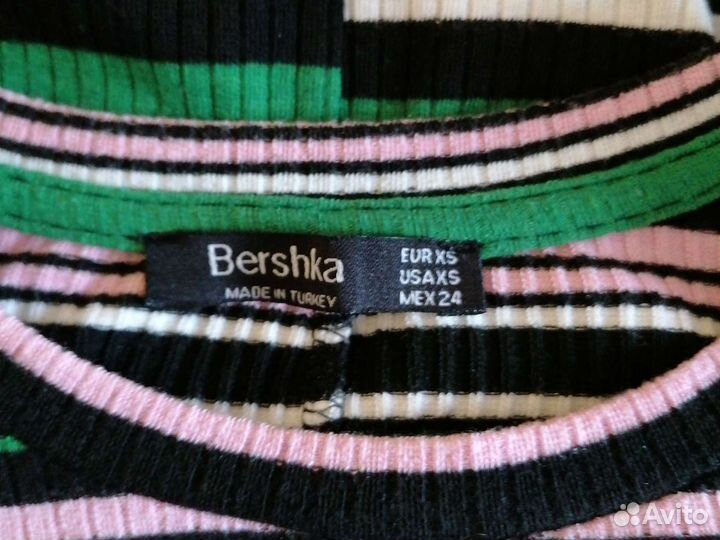 Bershka
MADE IN TURKEY
EUR XS
USA XS
MEX 24
Avito